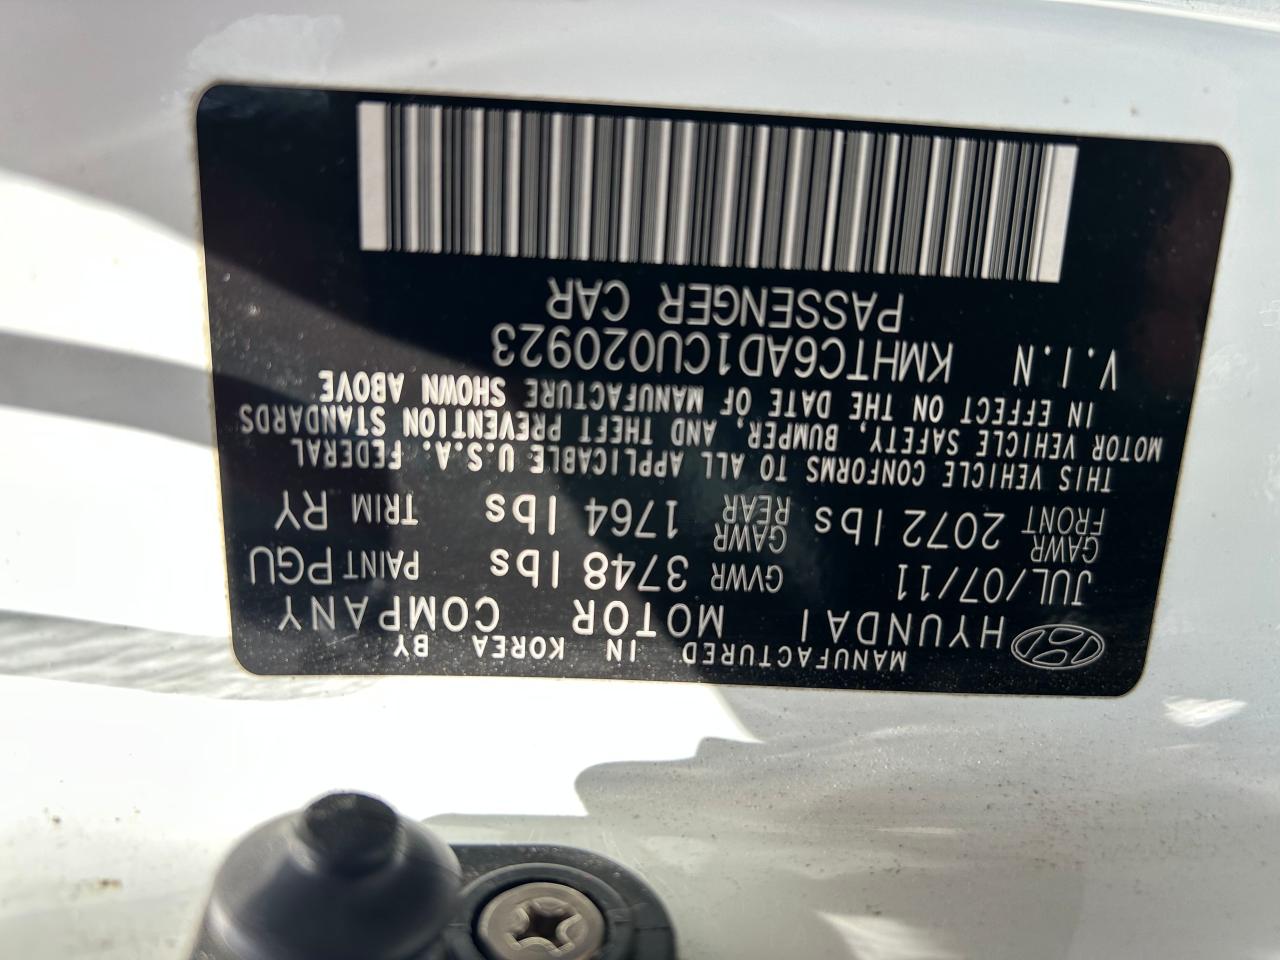 MANUFACTURED IN KOREA BY
HYUNDAI MOTOR COMPANY
JUL/07/11 GVWR 3748 lbs PAINT PGU
GAWR FRONT 2072 lbs GAWR REAR 1764 lbs TRIM RY
THIS VEHICLE CONFORMS TO ALL APPLICABLE U.S.A. FEDERAL
MOTOR VEHICLE SAFETY, BUMPER, AND THEFT PREVENTION STANDARDS
IN EFFECT ON THE DATE OF MANUFACTURE SHOWN ABOVE
V.I.N KMHTC6AD1CU020923
PASSENGER CAR